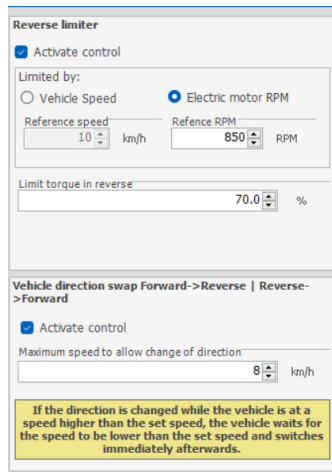 Reverse limiter
Activate control
Limited by:
Vehicle Speed Electric motor RPM
Reference speed Refence RPM
10 km/h 850 RPM
Limit torque in reverse
70.0 %
Vehicle direction swap Forward->Reverse | Reverse-
>Forward
Activate control
Maximum speed to allow change of direction
8 km/h
If the direction is changed while the vehicle is at a
speed higher than the set speed, the vehicle waits for
the speed to be lower than the set speed and switches
immediately afterwards.